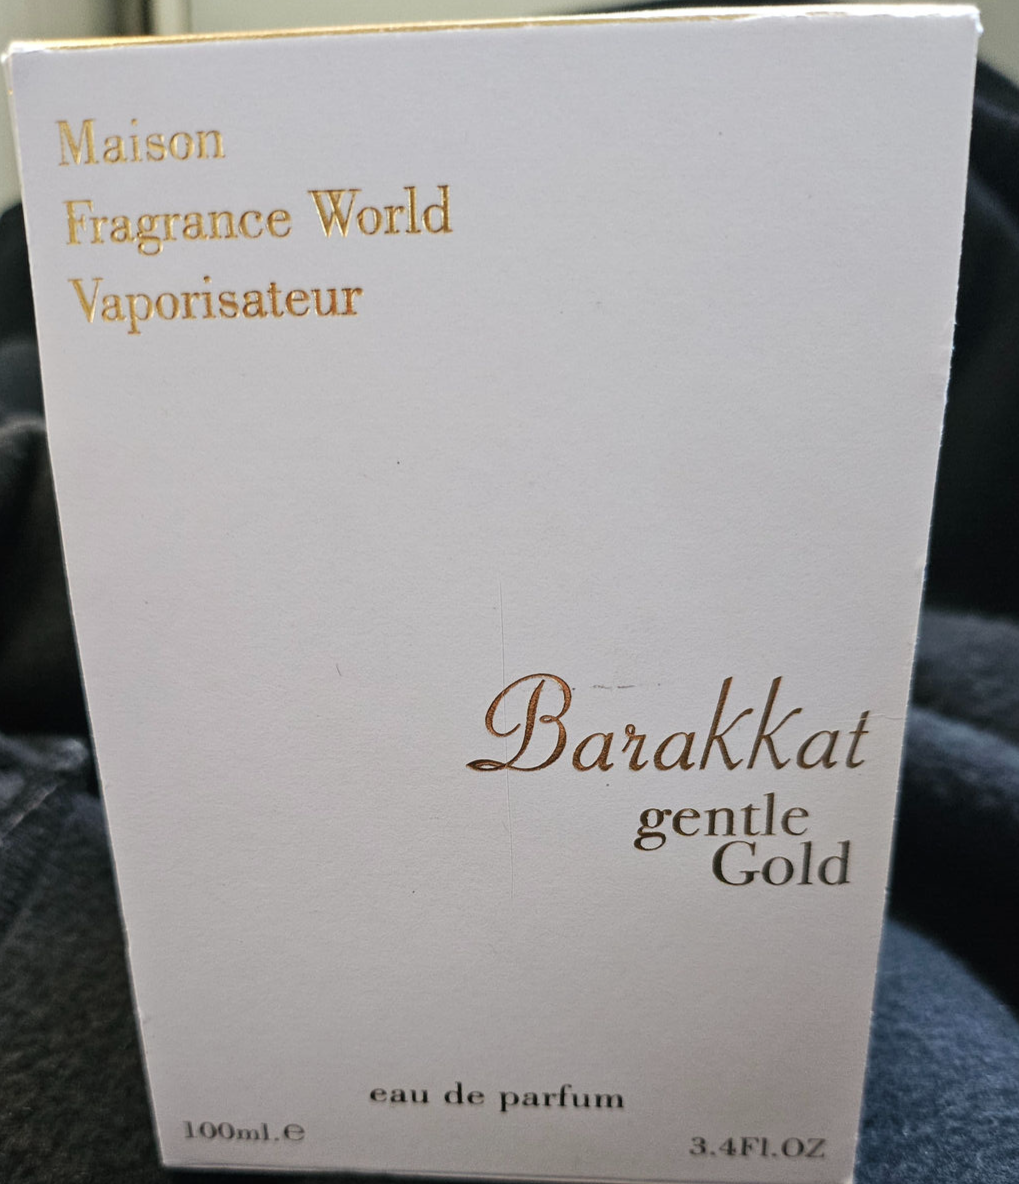 Maison
Fragrance World
Vaporisateur
Barakkat
gentle
Gold
eau de parfum
100ml.e
3.4Fl.OZ